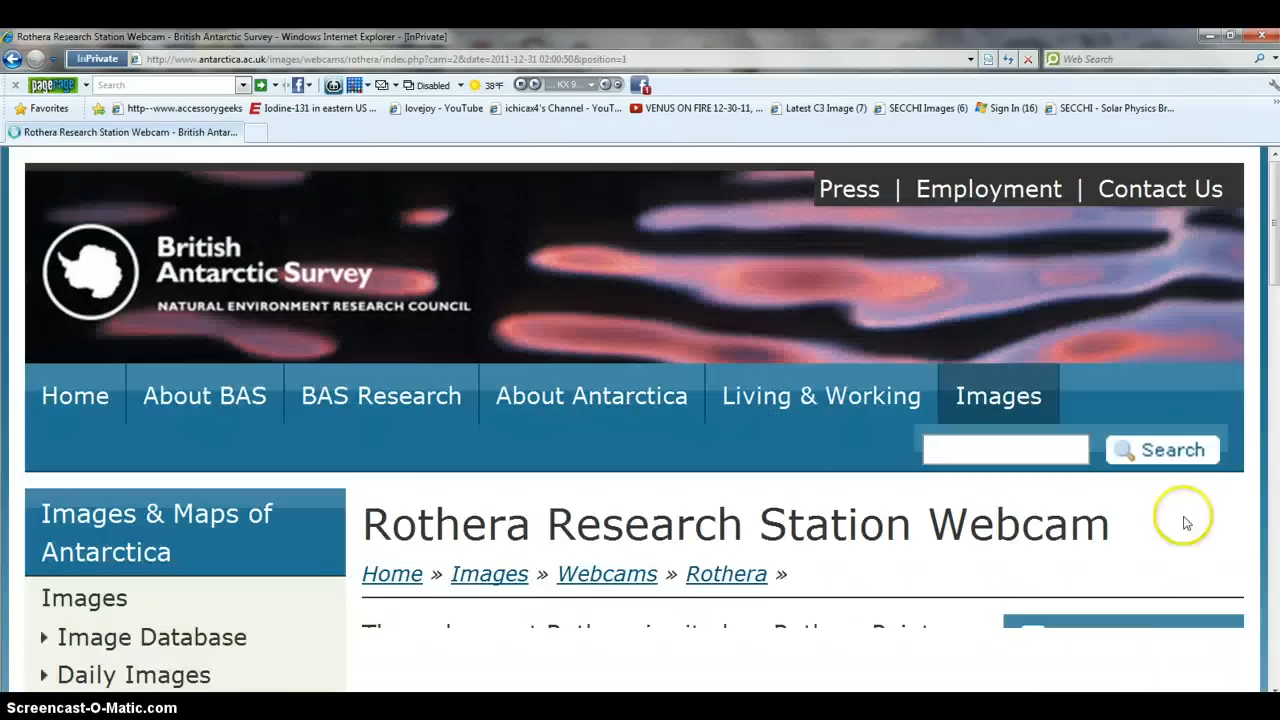 Rothera Research Station Webcam - British Antarctic Survey - Windows Internet Explorer - [InPrivate]
InPrivate http://www.antarctica.ac.uk/images/webcams/rothera/index.php?cam=2&date=2011-12-31 02:00:50&position=1 Web Search
x pagerage Search Disabled 38°F .... KX 9... 1
Favorites http--www.accessorygeeks Iodine-131 in eastern US ... lovejoy - YouTube ichicax4's Channel - YouT... VENUS ON FIRE 12-30-11, ... Latest C3 Image (7) SECCHI Images (6) Sign In (16) SECCHI - Solar Physics Br...
Rothera Research Station Webcam - British Antar...
Press | Employment | Contact Us
British
Antarctic Survey
NATURAL ENVIRONMENT RESEARCH COUNCIL
Home About BAS BAS Research About Antarctica Living & Working Images
Search
Images & Maps of
Antarctica
Rothera Research Station Webcam
Home » Images » Webcams » Rothera »
Images
Image Database
Daily Images
Screencast-O-Matic.com